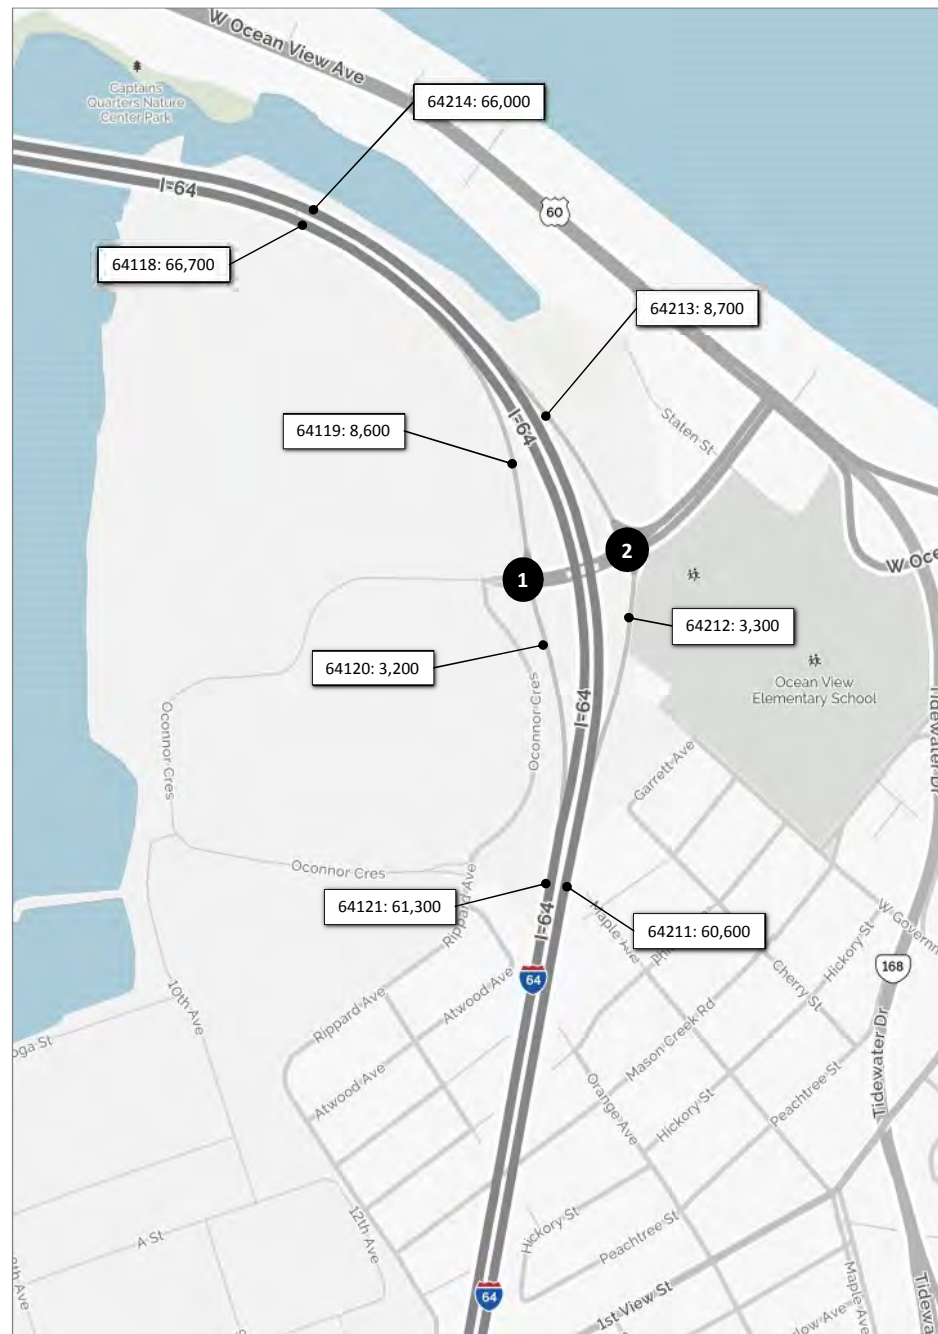 W Ocean View Ave
Captains
Quarters Nature
Center Park
64214: 66,000
I-64
60
64118: 66,700
64213: 8,700
I-64
Staten St
64119: 8,600
2
1
W Oce
64212: 3,300
64120: 3,200
Ocean View
Elementary School
Oconnor Cres
Oconnor Cres
I-64
Tidewater Dr
Garrett Ave
Oconnor Cres
Rippard Ave
64121: 61,300
I-64
64211: 60,600
Maple Ave
W Governm
Hickory St
Cherry St
168
64
10th Ave
Rippard Ave
Atwood Ave
Mason Creek Rd
oga St
Atwood Ave
Orange Ave
Hickory St
Peachtree St
Tidewater Dr
12th Ave
Hickory St
Peachtree St
A St
64
1st View St
Maple Ave
Tidewa